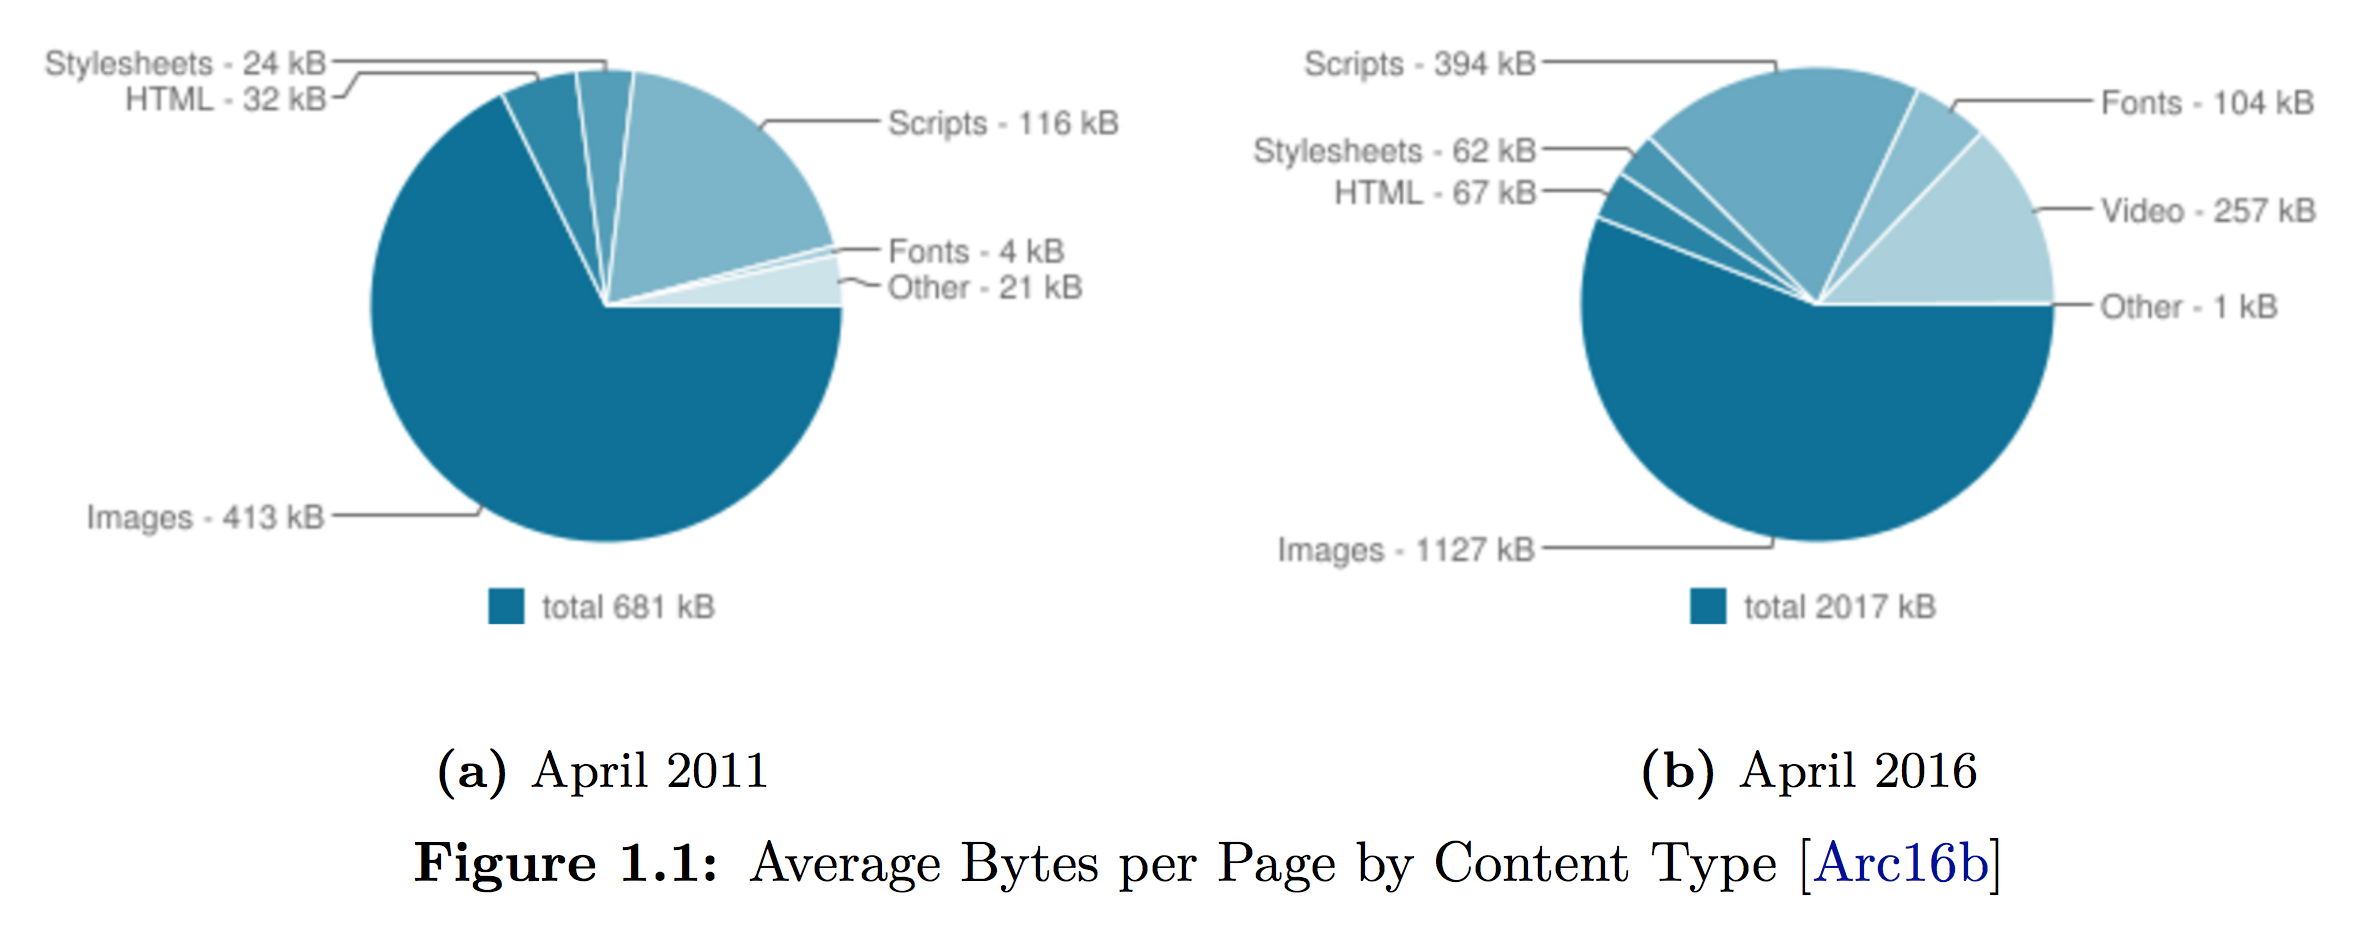 Stylesheets - 24 kB
HTML - 32 kB
Scripts - 116 kB
Fonts - 4 kB
Other - 21 kB
Images - 413 kB
total 681 kB
(a) April 2011
Scripts - 394 kB
Fonts - 104 kB
Stylesheets - 62 kB
HTML - 67 kB
Video - 257 kB
Other - 1 kB
Images - 1127 kB
total 2017 kB
(b) April 2016
Figure 1.1: Average Bytes per Page by Content Type [Arc16b]